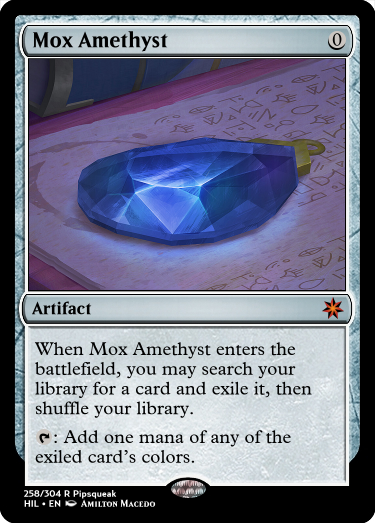 Mox Amethyst 0
Artifact
When Mox Amethyst enters the
battlefield, you may search your
library for a card and exile it, then
shuffle your library.
: Add one mana of any of the
exiled card's colors.
258/304 R Pipsqueak
HIL • EN Amilton Macedo